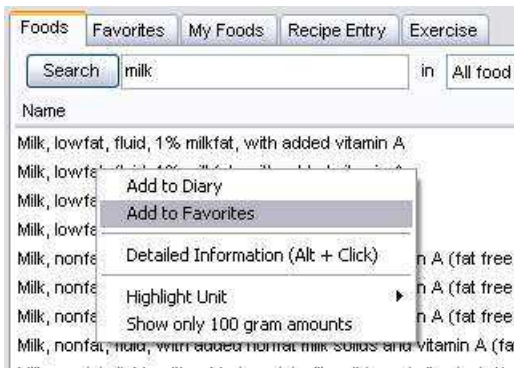 Foods Favorites My Foods Recipe Entry Exercise
Search milk in All food
Name
Milk, lowfat, fluid, 1% milkfat, with added vitamin A
Milk, lowfa
Add to Diary
Milk, lowfa
Add to Favorites
Milk, lowfa
Milk, nonfa Detailed Information (Alt + Click) n A (fat free
Milk, nonfa Highlight Unit n A (fat free
Milk, nonfa Show only 100 gram amounts n A (fat free
Milk, nonfat, fluid, with added nonfat milk solids and vitamin A (fa